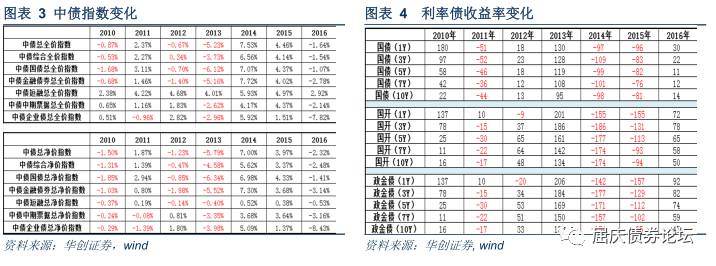 图表 3 中债指数变化
2010 2011 2012 2013 2014 2015 2016
中债总全价指数 -0.87% 2.37% -0.67% -5.23% 7.53% 4.46% -1.64%
中债综合全价指数 -0.53% 2.27% 0.24% -3.73% 6.56% 4.14% -1.54%
中债国债总全价指数 -1.68% 3.11% -0.70% -6.12% 7.07% 4.37% -1.07%
中债金融债券总全价指数 -0.68% 1.46% -1.40% -5.16% 7.72% 4.02% -2.78%
中债短融总全价指数 2.38% 4.22% 4.68% 4.01% 5.93% 4.97% 2.92%
中债中期票据总全价指数 0.65% 1.16% 1.83% -2.62% 4.17% 4.37% -2.14%
中债企业债总全价指数 0.51% -0.96% 2.82% -2.96% 5.92% 1.51% -7.82%
2010 2011 2012 2013 2014 2015 2016
中债总净价指数 -1.50% 1.87% -1.23% -5.79% 7.00% 3.97% -2.32%
中债综合净价指数 -1.31% 1.39% -0.47% -4.58% 5.62% 3.37% -2.48%
中债国债总净价指数 -1.85% 2.94% -0.85% -6.34% 6.98% 4.33% -1.41%
中债金融债券总净价指数 -1.03% 0.80% -1.88% -5.52% 7.30% 3.68% -3.14%
中债短融总净价指数 -0.37% 0.19% -0.14% -0.40% 0.52% 0.38% -0.53%
中债中期票据总净价指数 -0.24% -0.08% 0.81% -3.35% 3.68% 3.64% -3.16%
中债企业债总净价指数 -0.29% -1.39% 1.80% -3.98% 5.09% 1.37% -8.43%
资料来源：华创证券，wind
图表 4 利率债收益率变化
2010年 2011年 2012年 2013年 2014年 2015年 2016年
国债（1Y） 180 -51 18 130 -97 -96 30
国债（3Y） 97 -52 23 128 -109 -83 22
国债（5Y） 58 -46 18 119 -99 -82 11
国债（7Y） 42 -36 12 108 -101 -76 12
国债（10Y） 22 -44 13 95 -98 -81 14
国开（1Y） 137 10 -9 201 -155 -155 72
国开（3Y） 78 -15 37 186 -186 -131 78
国开（5Y） 25 -30 65 161 -177 -113 65
国开（7Y） 11 -22 64 142 -174 -93 58
国开（10Y） 16 -17 48 134 -174 -94 50
政金债（1Y） 137 10 -20 206 -142 -157 92
政金债（3Y） 78 -15 34 184 -177 -129 82
政金债（5Y） 25 -30 53 169 -171 -112 74
政金债（7Y） 11 -22 51 150 -157 -102 59
政金债（10Y） 16 -17 33
资料来源：华创证券, wind
屈庆债券论坛